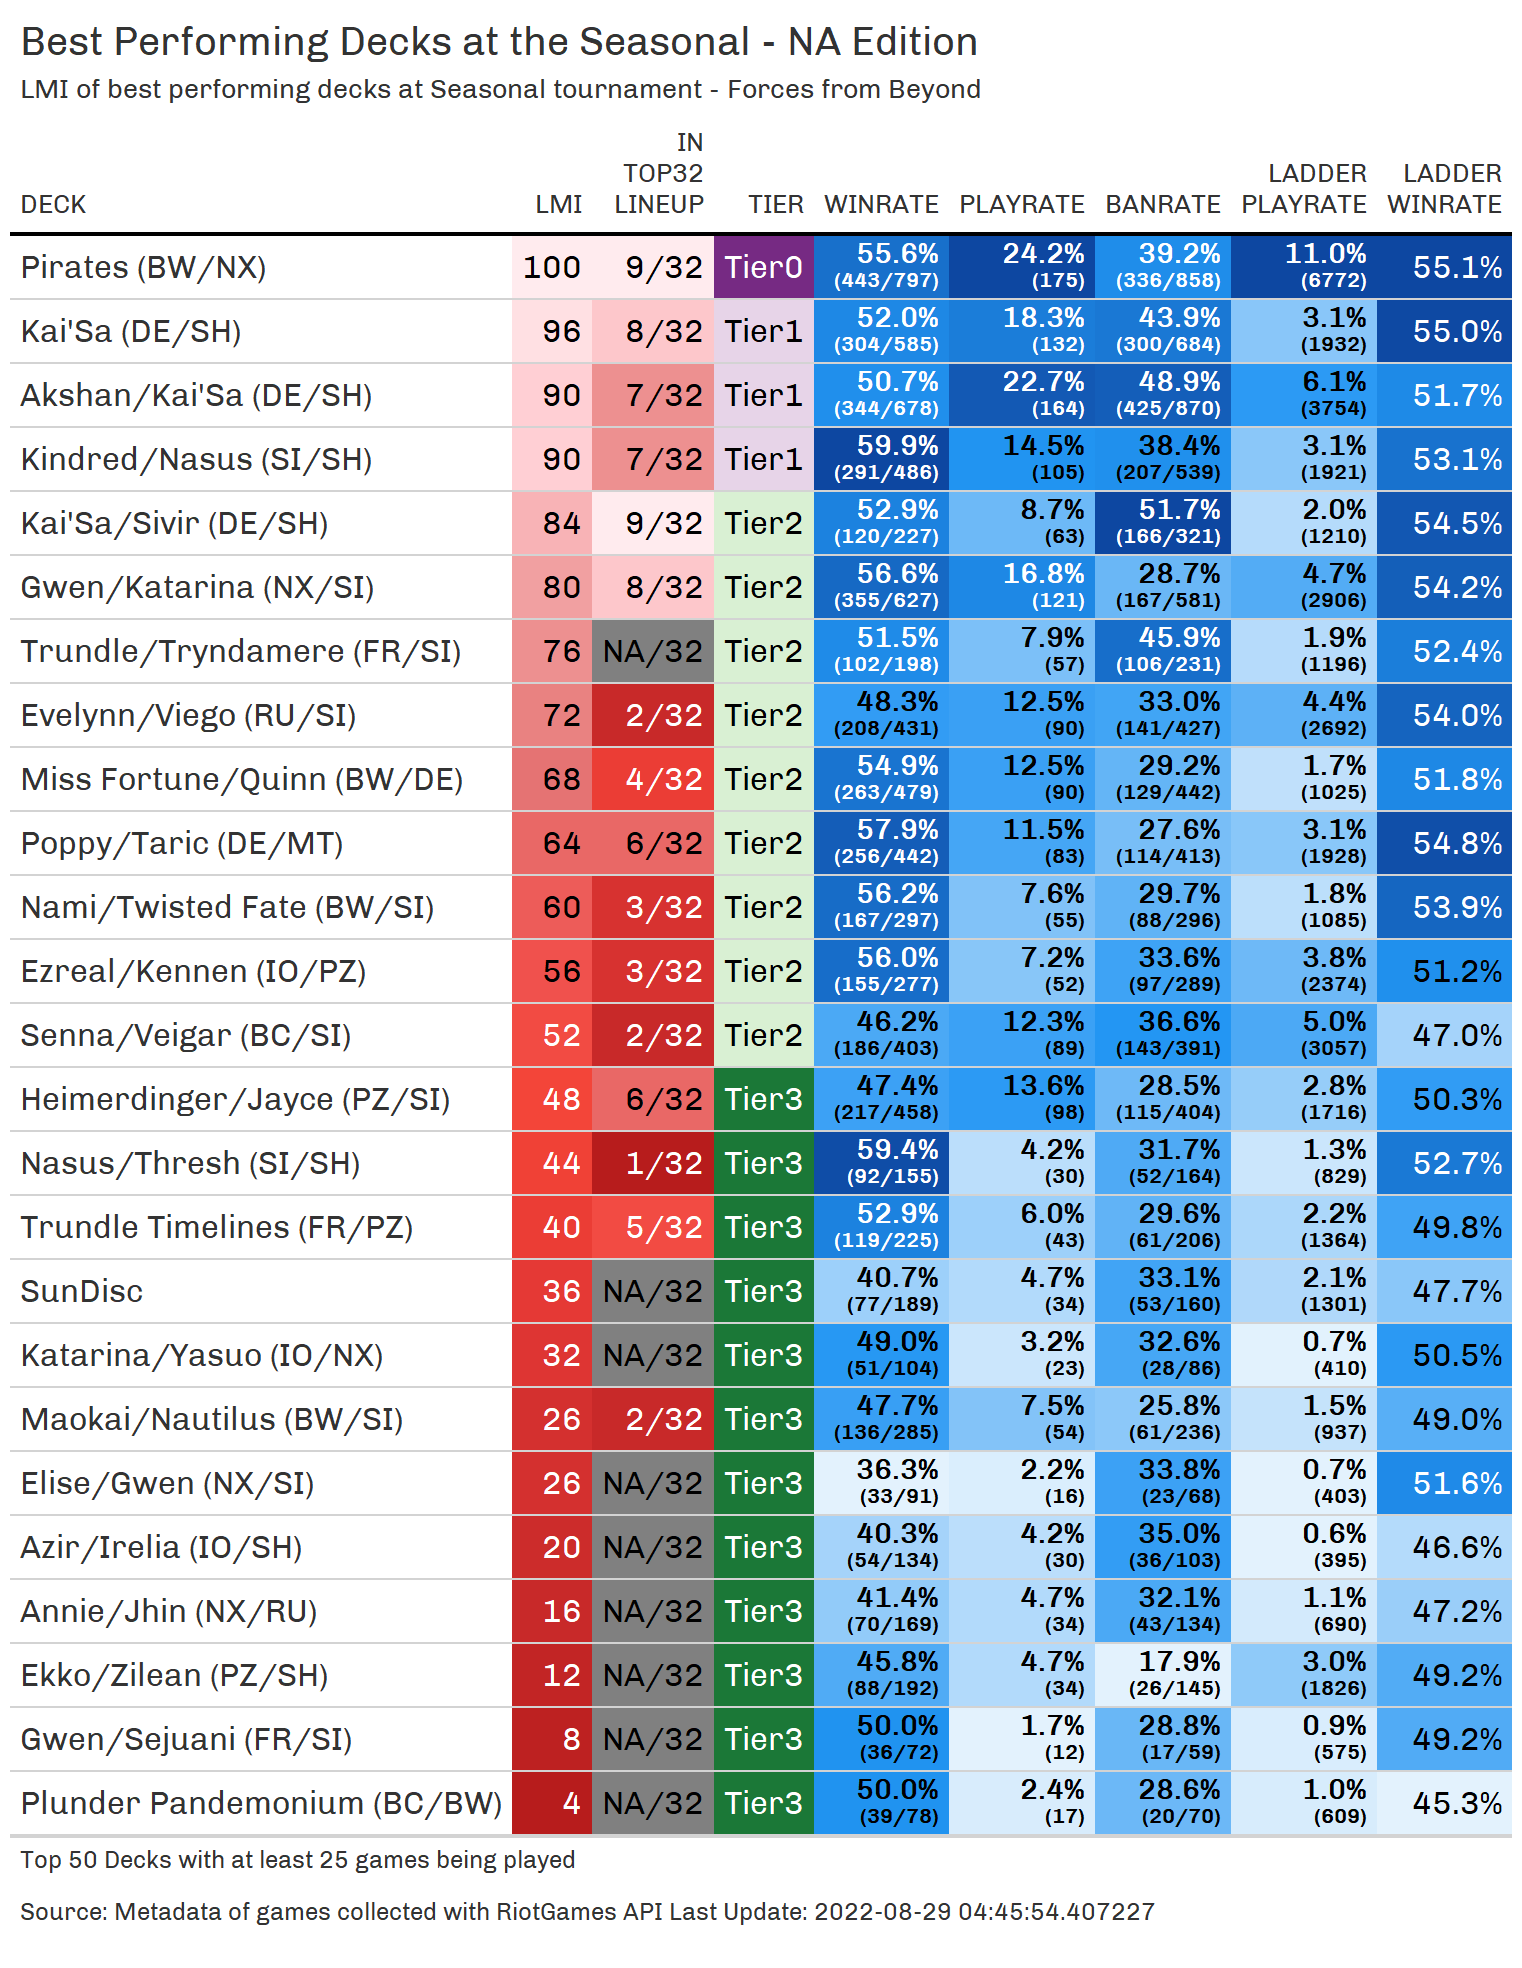 Best Performing Decks at the Seasonal - NA Edition
LMI of best performing decks at Seasonal tournament - Forces from Beyond
DECK LMI IN TOP32 LINEUP TIER WINRATE PLAYRATE BANRATE LADDER PLAYRATE LADDER WINRATE
Pirates (BW/NX) 100 9/32 Tier0 55.6% (443/797) 24.2% (175) 39.2% (336/858) 11.0% (6772) 55.1%
Kai'Sa (DE/SH) 96 8/32 Tier1 52.0% (304/585) 18.3% (132) 43.9% (300/684) 3.1% (1932) 55.0%
Akshan/Kai'Sa (DE/SH) 90 7/32 Tier1 50.7% (344/678) 22.7% (164) 48.9% (425/870) 6.1% (3754) 51.7%
Kindred/Nasus (SI/SH) 90 7/32 Tier1 59.9% (291/486) 14.5% (105) 38.4% (207/539) 3.1% (1921) 53.1%
Kai'Sa/Sivir (DE/SH) 84 9/32 Tier2 52.9% (120/227) 8.7% (63) 51.7% (166/321) 2.0% (1210) 54.5%
Gwen/Katarina (NX/SI) 80 8/32 Tier2 56.6% (355/627) 16.8% (121) 28.7% (167/581) 4.7% (2906) 54.2%
Trundle/Tryndamere (FR/SI) 76 NA/32 Tier2 51.5% (102/198) 7.9% (57) 45.9% (106/231) 1.9% (1196) 52.4%
Evelynn/Viego (RU/SI) 72 2/32 Tier2 48.3% (208/431) 12.5% (90) 33.0% (141/427) 4.4% (2692) 54.0%
Miss Fortune/Quinn (BW/DE) 68 4/32 Tier2 54.9% (263/479) 12.5% (90) 29.2% (129/442) 1.7% (1025) 51.8%
Poppy/Taric (DE/MT) 64 6/32 Tier2 57.9% (256/442) 11.5% (83) 27.6% (114/413) 3.1% (1928) 54.8%
Nami/Twisted Fate (BW/SI) 60 3/32 Tier2 56.2% (167/297) 7.6% (55) 29.7% (88/296) 1.8% (1085) 53.9%
Ezreal/Kennen (IO/PZ) 56 3/32 Tier2 56.0% (155/277) 7.2% (52) 33.6% (97/289) 3.8% (2374) 51.2%
Senna/Veigar (BC/SI) 52 2/32 Tier2 46.2% (186/403) 12.3% (89) 36.6% (143/391) 5.0% (3057) 47.0%
Heimerdinger/Jayce (PZ/SI) 48 6/32 Tier3 47.4% (217/458) 13.6% (98) 28.5% (115/404) 2.8% (1716) 50.3%
Nasus/Thresh (SI/SH) 44 1/32 Tier3 59.4% (92/155) 4.2% (30) 31.7% (52/164) 1.3% (829) 52.7%
Trundle Timelines (FR/PZ) 40 5/32 Tier3 52.9% (119/225) 6.0% (43) 29.6% (61/206) 2.2% (1364) 49.8%
SunDisc 36 NA/32 Tier3 40.7% (77/189) 4.7% (34) 33.1% (53/160) 2.1% (1301) 47.7%
Katarina/Yasuo (IO/NX) 32 NA/32 Tier3 49.0% (51/104) 3.2% (23) 32.6% (28/86) 0.7% (410) 50.5%
Maokai/Nautilus (BW/SI) 26 2/32 Tier3 47.7% (136/285) 7.5% (54) 25.8% (61/236) 1.5% (937) 49.0%
Elise/Gwen (NX/SI) 26 NA/32 Tier3 36.3% (33/91) 2.2% (16) 33.8% (23/68) 0.7% (403) 51.6%
Azir/Irelia (IO/SH) 20 NA/32 Tier3 40.3% (54/134) 4.2% (30) 35.0% (36/103) 0.6% (395) 46.6%
Annie/Jhin (NX/RU) 16 NA/32 Tier3 41.4% (70/169) 4.7% (34) 32.1% (43/134) 1.1% (690) 47.2%
Ekko/Zilean (PZ/SH) 12 NA/32 Tier3 45.8% (88/192) 4.7% (34) 17.9% (26/145) 3.0% (1826) 49.2%
Gwen/Sejuani (FR/SI) 8 NA/32 Tier3 50.0% (36/72) 1.7% (12) 28.8% (17/59) 0.9% (575) 49.2%
Plunder Pandemonium (BC/BW) 4 NA/32 Tier3 50.0% (39/78) 2.4% (17) 28.6% (20/70) 1.0% (609) 45.3%
Top 50 Decks with at least 25 games being played
Source: Metadata of games collected with RiotGames API Last Update: 2022-08-29 04:45:54.407227